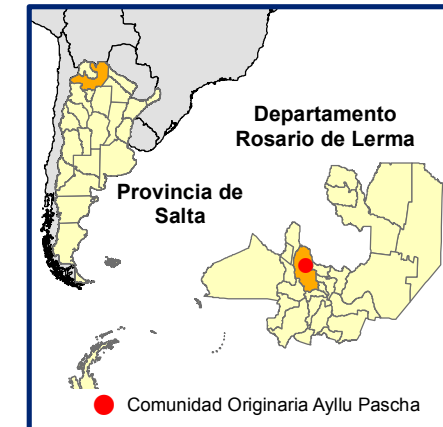 Departamento
Rosario de Lerma
Provincia de
Salta
Comunidad Originaria Ayllu Pascha